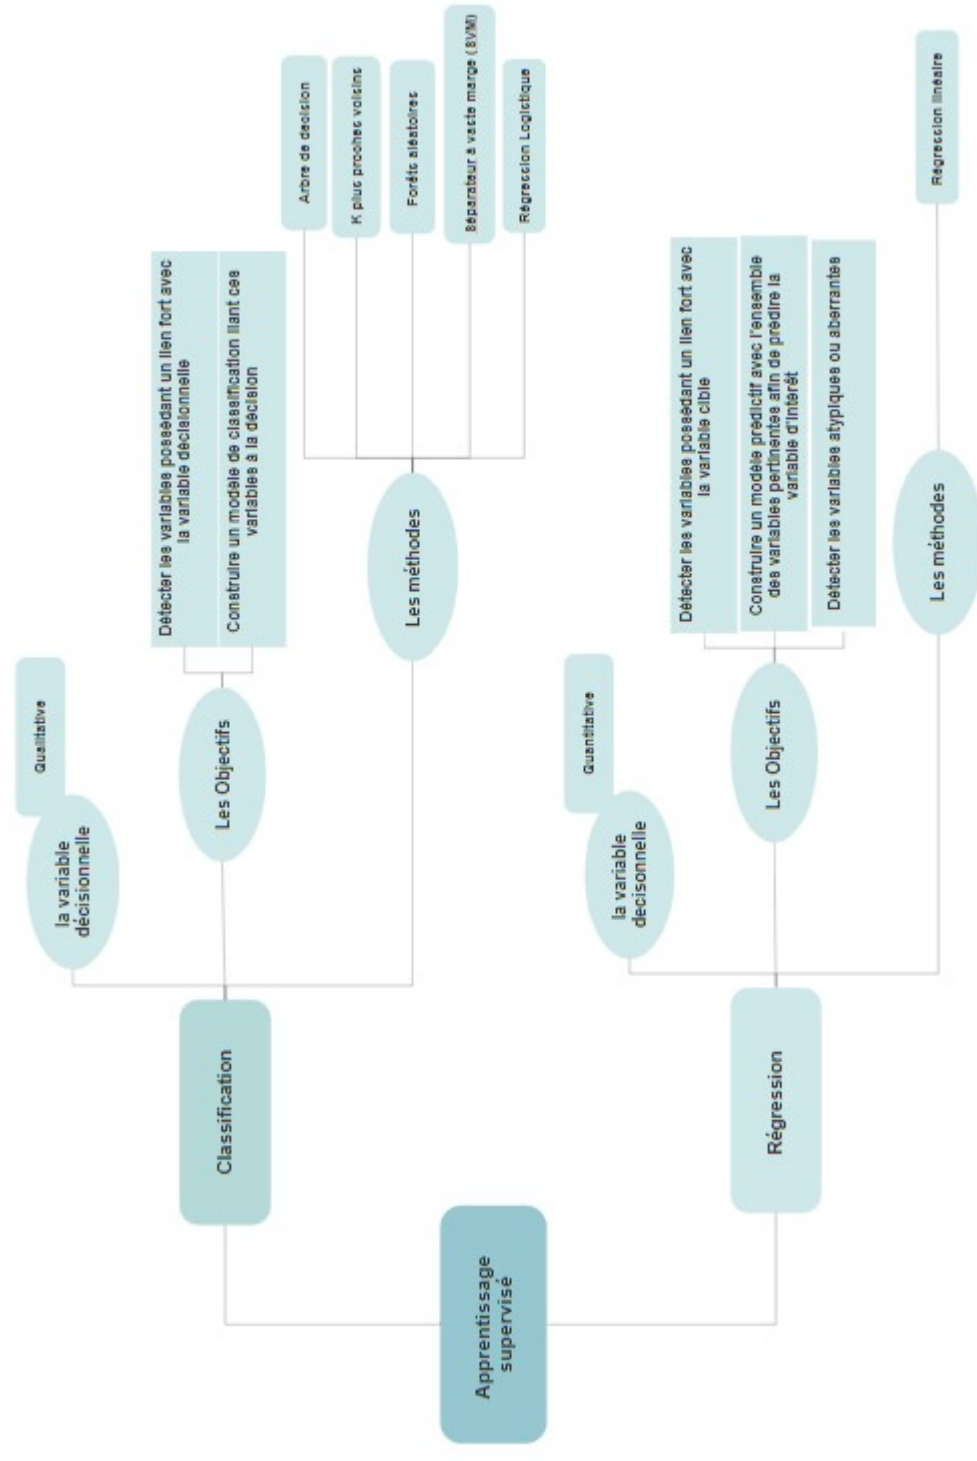 Apprentissage
supervisé
Classification
la variable
décisionnelle
Qualitative
Les Objectifs
Détecter les variables possédant un lien fort avec
la variable décisionnelle
Construire un modèle de classification liant ces
variables à la décision
Les méthodes
Arbre de decision
K plus proches voisins
Forêts aléatoires
Séparateur à vaste marge (SVM)
Régression Logistique
Régression
la variable
decisonnelle
Quantitative
Les Objectifs
Détecter les variables possédant un lien fort avec
la variable cible
Construire un modèle prédictif avec l'ensemble
des variables pertinentes afin de prédire la
variable d'intérêt
Détecter les variables atypiques ou aberrantes
Les méthodes
Régression linéaire